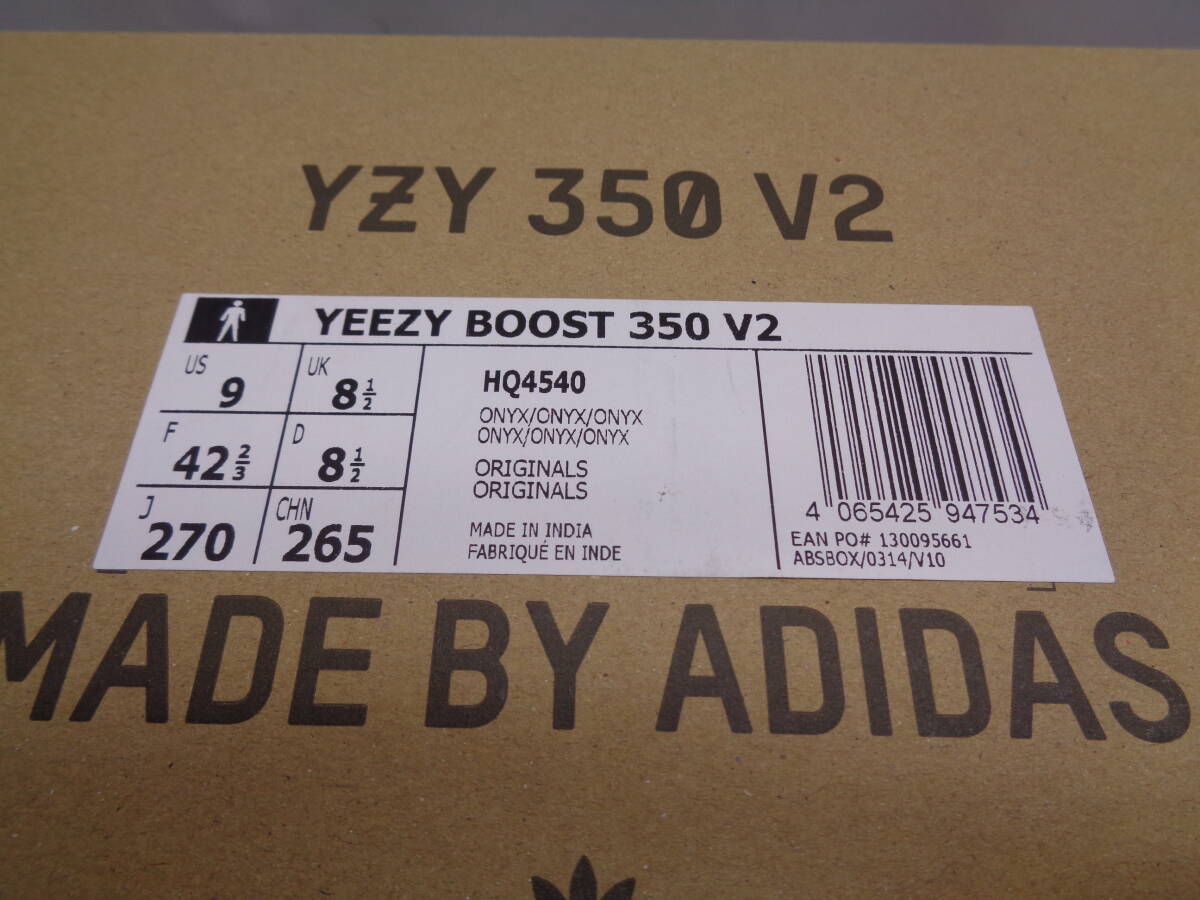 YZY 350 V2
YEEZY BOOST 350 V2
US 9
UK 8 1/2
F 42 2/3
D 8 1/2
J 270
CHN 265
HQ4540
ONYX/ONYX/ONYX
ONYX/ONYX/ONYX
ORIGINALS
ORIGINALS
MADE IN INDIA
FABRIQUÉ EN INDE
4 065425 947534
EAN PO# 130095661
ABSBOX/0314/V10
MADE BY ADIDAS